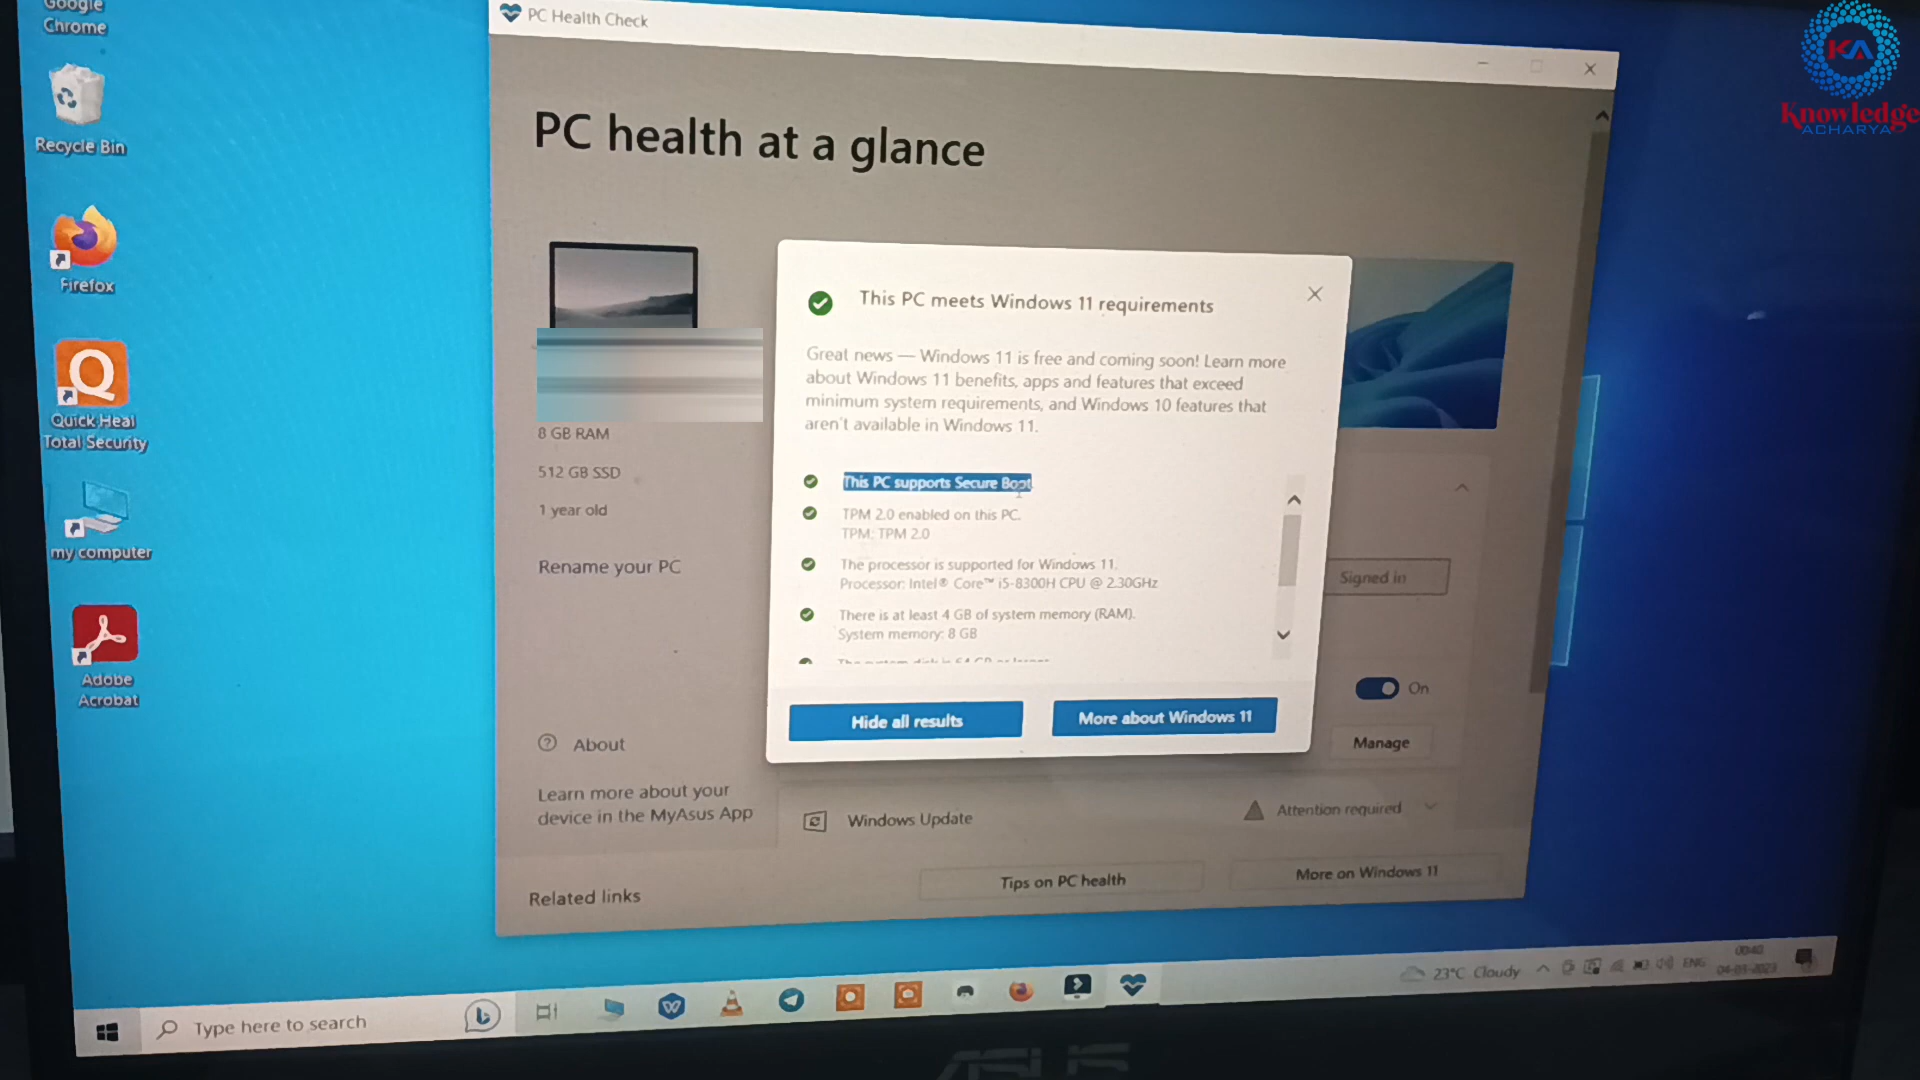 Google
Chrome
Recycle Bin
Firefox
Quick Heal
Total Security
my computer
Adobe
Acrobat
PC Health Check
PC health at a glance
8 GB RAM
512 GB SSD
1 year old
Rename your PC
About
Learn more about your
device in the MyAsus App
Related links
This PC meets Windows 11 requirements
Great news — Windows 11 is free and coming soon! Learn more
about Windows 11 benefits, apps and features that exceed
minimum system requirements, and Windows 10 features that
aren't available in Windows 11.
This PC supports Secure Boot.
TPM 2.0 enabled on this PC.
TPM: TPM 2.0
The processor is supported for Windows 11.
Processor: Intel® Core™ i5-8300H CPU @ 2.30GHz
There is at least 4 GB of system memory (RAM).
System memory: 8 GB
Hide all results
More about Windows 11
Signed in
On
Manage
Windows Update
Attention required
Tips on PC health
More on Windows 11
KA
Knowledge
ACHARYA
Type here to search
23°C Cloudy
ENG
00:40
ASUS